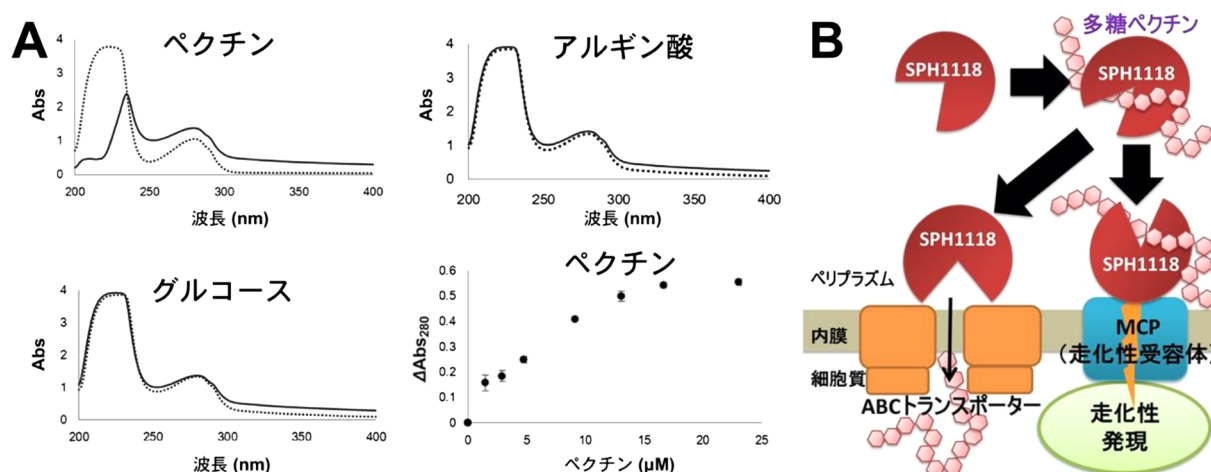 A
ペクチン
Abs
4
3
2
1
0
200 250 300 350 400
波長 (nm)
アルギン酸
Abs
4
3
2
1
0
200 250 300 350 400
波長 (nm)
グルコース
Abs
4
3
2
1
0
200 250 300 350 400
波長 (nm)
ペクチン
ΔAbs280
0.6
0.5
0.4
0.3
0.2
0.1
0
0 5 10 15 20 25
ペクチン (μM)
B
多糖ペクチン
SPH1118
SPH1118
SPH1118
SPH1118
ペリプラズム
内膜
MCP
(走化性受容体)
細胞質
ABCトランスポーター
走化性
発現